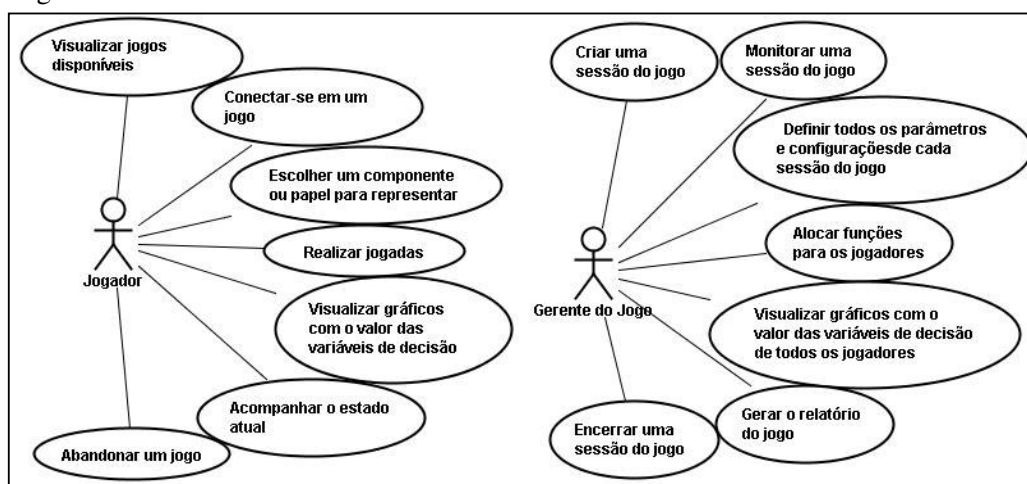 Visualizar jogos
disponíveis
Conectar-se em um
jogo
Escolher um componente
ou papel para representar
Realizar jogadas
Jogador
Visualizar gráficos
com o valor das
variáveis de decisão
Acompanhar o estado
atual
Abandonar um jogo
Criar uma
sessão do jogo
Monitorar uma
sessão do jogo
Definir todos os parâmetros
e configuraçõesde cada
sessão do jogo
Alocar funções
para os jogadores
Gerente do Jogo
Visualizar gráficos com o
valor das variáveis de decisão
de todos os jogadores
Gerar o relatório
do jogo
Encerrar uma
sessão do jogo